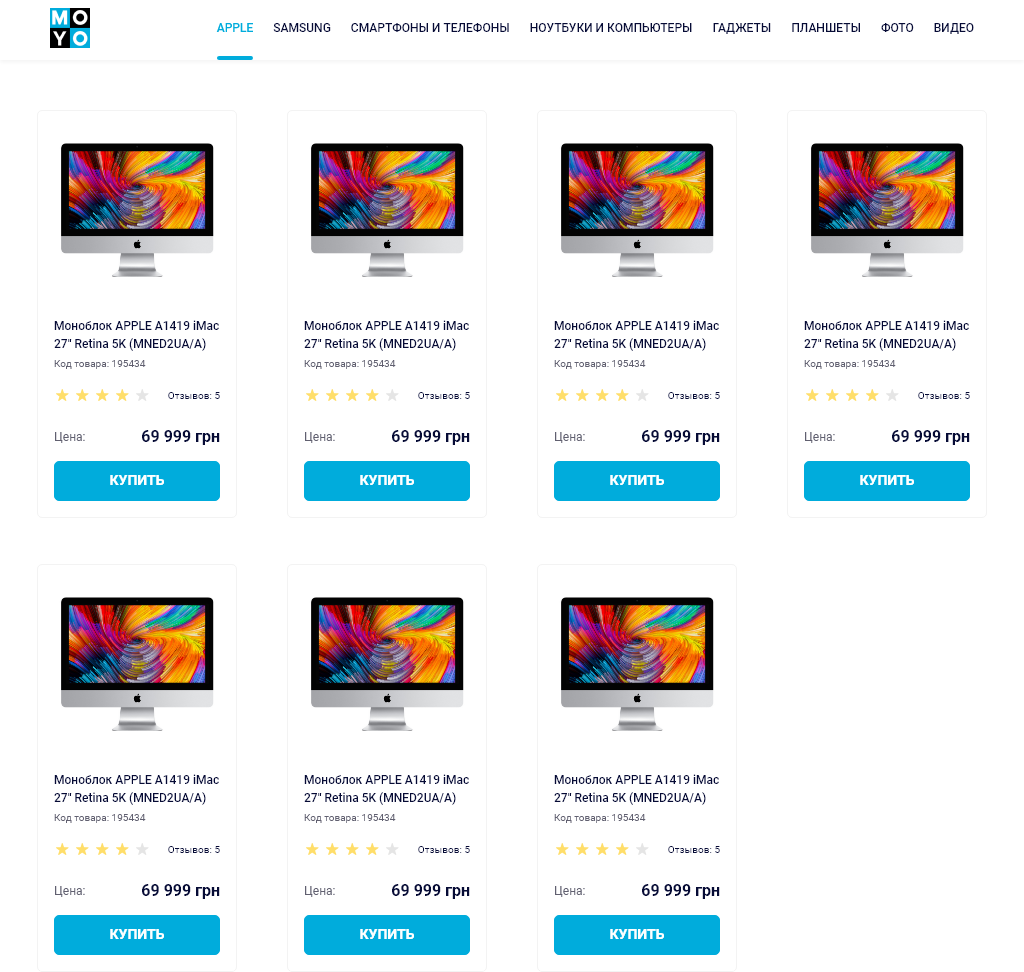 MO
YO
APPLE SAMSUNG СМАРТФОНЫ И ТЕЛЕФОНЫ НОУТБУКИ И КОМПЬЮТЕРЫ ГАДЖЕТЫ ПЛАНШЕТЫ ФОТО ВИДЕО
Моноблок APPLE A1419 iMac
27" Retina 5K (MNED2UA/A)
Код товара: 195434
Отзывов: 5
Цена: 69 999 грн
КУПИТЬ
Моноблок APPLE A1419 iMac
27" Retina 5K (MNED2UA/A)
Код товара: 195434
Отзывов: 5
Цена: 69 999 грн
КУПИТЬ
Моноблок APPLE A1419 iMac
27" Retina 5K (MNED2UA/A)
Код товара: 195434
Отзывов: 5
Цена: 69 999 грн
КУПИТЬ
Моноблок APPLE A1419 iMac
27" Retina 5K (MNED2UA/A)
Код товара: 195434
Отзывов: 5
Цена: 69 999 грн
КУПИТЬ
Моноблок APPLE A1419 iMac
27" Retina 5K (MNED2UA/A)
Код товара: 195434
Отзывов: 5
Цена: 69 999 грн
КУПИТЬ
Моноблок APPLE A1419 iMac
27" Retina 5K (MNED2UA/A)
Код товара: 195434
Отзывов: 5
Цена: 69 999 грн
КУПИТЬ
Моноблок APPLE A1419 iMac
27" Retina 5K (MNED2UA/A)
Код товара: 195434
Отзывов: 5
Цена: 69 999 грн
КУПИТЬ